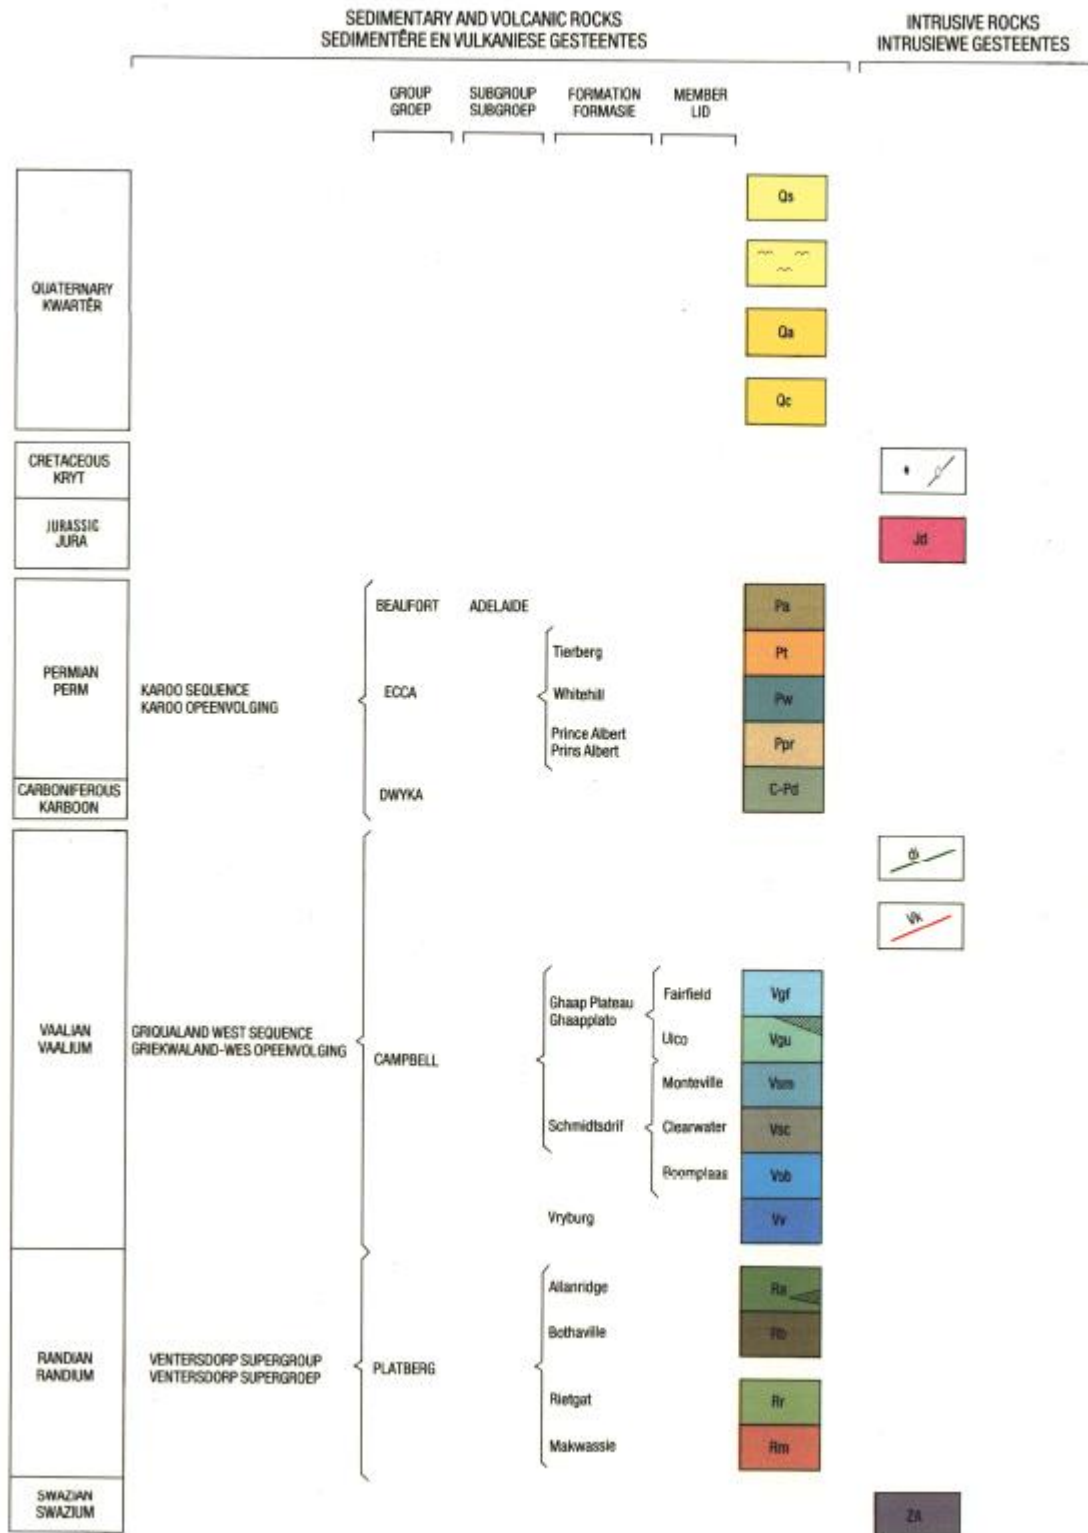 SEDIMENTARY AND VOLCANIC ROCKS
SEDIMENTÊRE EN VULKANIESE GESTEENTES
INTRUSIVE ROCKS
INTRUSIEWE GESTEENTES
GROUP
GROEP
SUBGROUP
SUBGROEP
FORMATION
FORMASIE
MEMBER
LID
QUATERNARY
KWARTÊR
Qs
Qa
Qc
CRETACEOUS
KRYT
JURASSIC
JURA
Jd
PERMIAN
PERM
CARBONIFEROUS
KARBOON
KAROO SEQUENCE
KAROO OPEENVOLGING
BEAUFORT
ADELAIDE
Pa
ECCA
Tierberg
Pt
Whitehill
Pw
Prince Albert
Prins Albert
Ppr
DWYKA
C-Pd
di
Vk
VAALIAN
VAALIUM
GRIQUALAND WEST SEQUENCE
GRIEKWALAND-WES OPEENVOLGING
CAMPBELL
Ghaap Plateau
Ghaapplato
Fairfield
Vgf
Ulco
Vgu
Schmidtsdrif
Monteville
Vsm
Clearwater
Vsc
Boomplaas
Vsb
Vryburg
Vv
RANDIAN
RANDIUM
VENTERSDORP SUPERGROUP
VENTERSDORP SUPERGROEP
PLATBERG
Allanridge
Ra
Bothaville
Rb
Rietgat
Rr
Makwassie
Rm
SWAZIAN
SWAZIUM
ZA